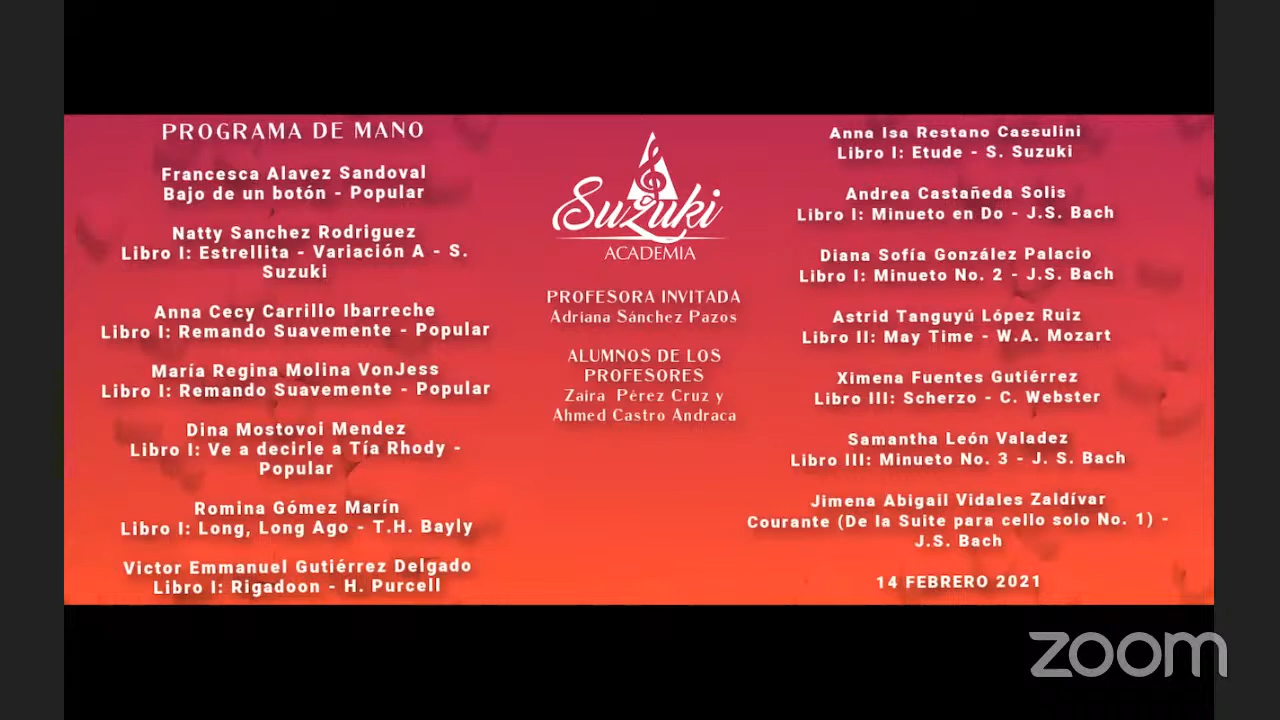 PROGRAMA DE MANO
Francesca Alavez Sandoval
Bajo de un botón - Popular
Natty Sanchez Rodriguez
Libro I: Estrellita - Variación A - S.
Suzuki
Anna Cecy Carrillo Ibarreche
Libro I: Remando Suavemente - Popular
María Regina Molina VonJess
Libro I: Remando Suavemente - Popular
Dina Mostovoi Mendez
Libro I: Ve a decirle a Tía Rhody -
Popular
Romina Gómez Marín
Libro I: Long, Long Ago - T.H. Bayly
Victor Emmanuel Gutiérrez Delgado
Libro I: Rigadoon - H. Purcell
Suzuki
ACADEMIA
PROFESORA INVITADA
Adriana Sánchez Pazos
ALUMNOS DE LOS
PROFESORES
Zaira Pérez Cruz y
Ahmed Castro Andraca
Anna Isa Restano Cassulini
Libro I: Etude - S. Suzuki
Andrea Castañeda Solis
Libro I: Minueto en Do - J.S. Bach
Diana Sofía González Palacio
Libro I: Minueto No. 2 - J.S. Bach
Astrid Tanguyú López Ruiz
Libro II: May Time - W.A. Mozart
Ximena Fuentes Gutiérrez
Libro III: Scherzo - C. Webster
Samantha León Valadez
Libro III: Minueto No. 3 - J. S. Bach
Jimena Abigail Vidales Zaldívar
Courante (De la Suite para cello solo No. 1) -
J.S. Bach
14 FEBRERO 2021
zoom